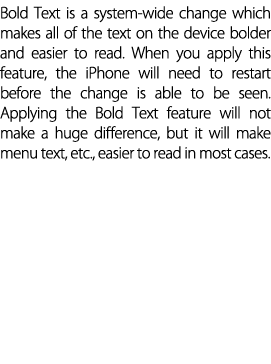 Bold Text is a system-wide change which
makes all of the text on the device bolder
and easier to read. When you apply this
feature, the iPhone will need to restart
before the change is able to be seen.
Applying the Bold Text feature will not
make a huge difference, but it will make
menu text, etc., easier to read in most cases.